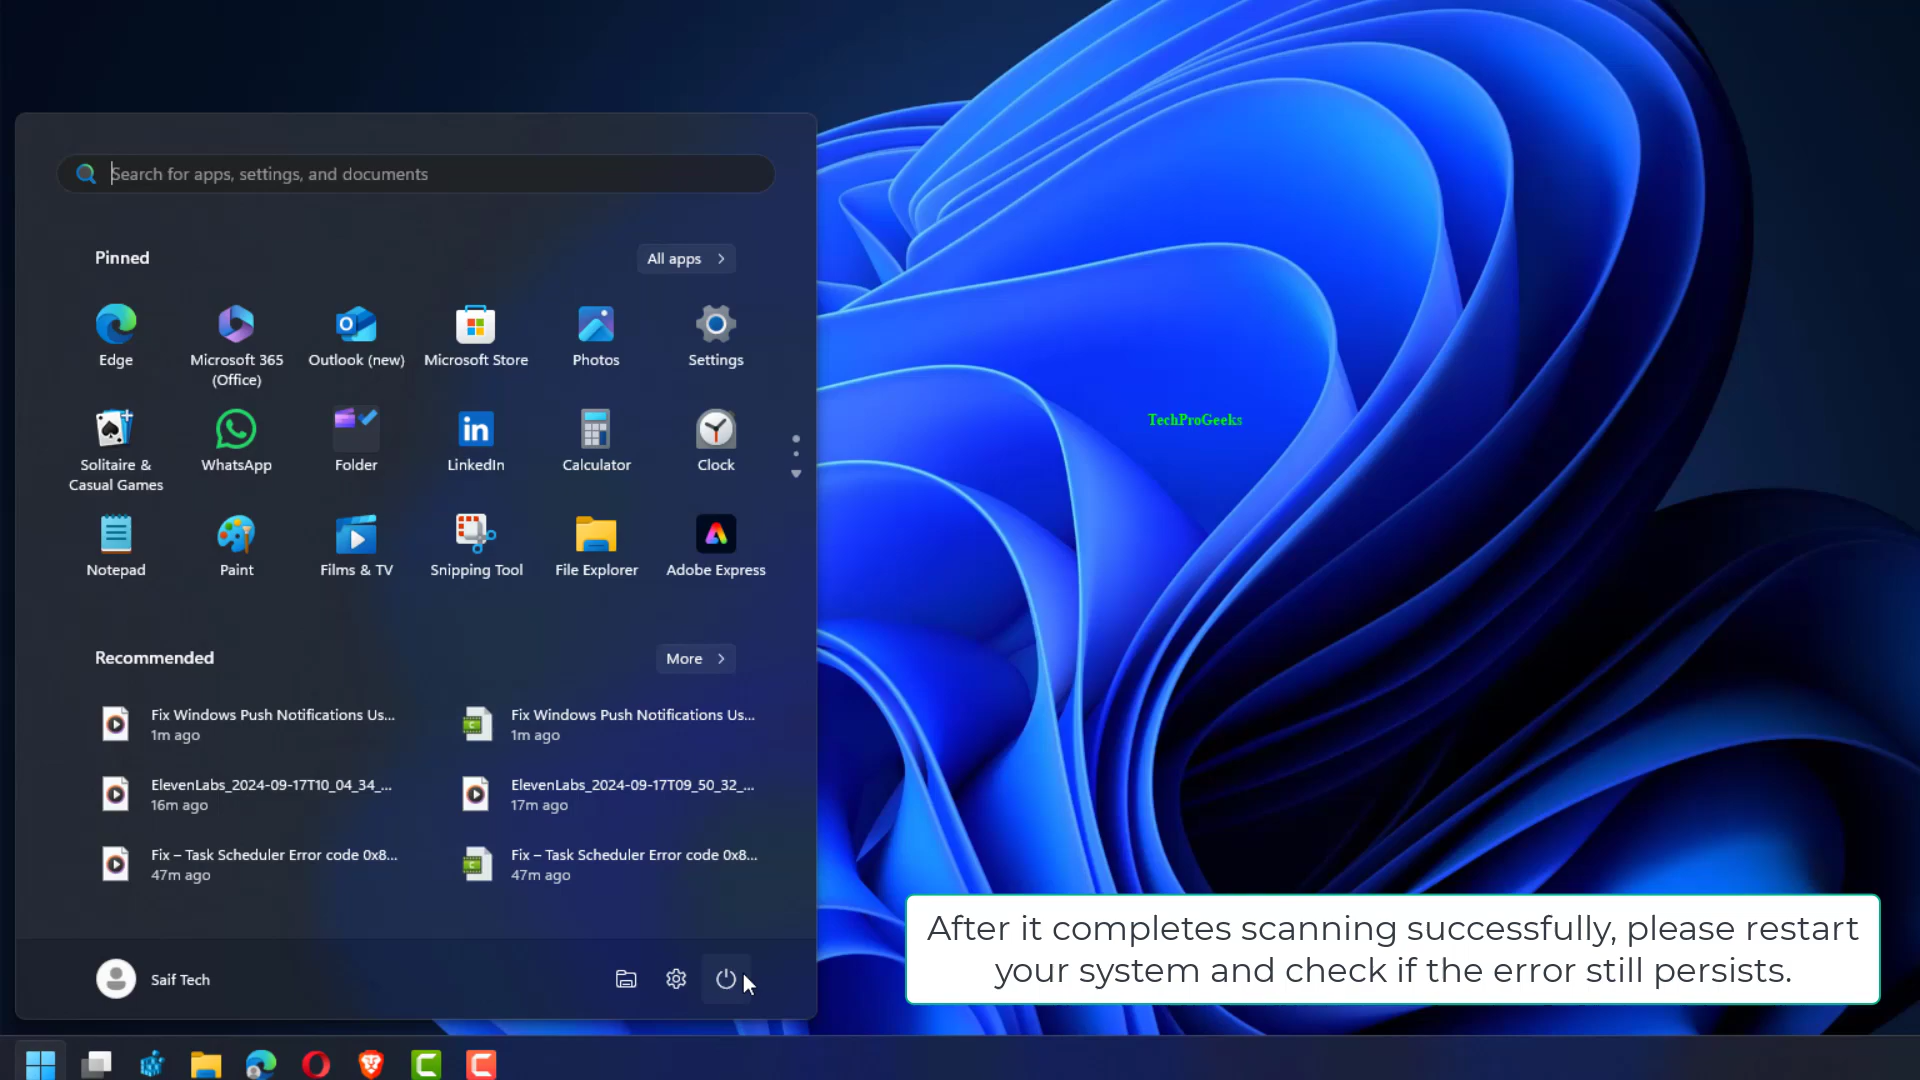 Search for apps, settings, and documents
Pinned
All apps
Edge
Microsoft 365
(Office)
Outlook (new)
Microsoft Store
Photos
Settings
Solitaire &
Casual Games
WhatsApp
Folder
LinkedIn
Calculator
Clock
Notepad
Paint
Films & TV
Snipping Tool
File Explorer
Adobe Express
Recommended
More
Fix Windows Push Notifications Us...
1m ago
Fix Windows Push Notifications Us...
1m ago
ElevenLabs_2024-09-17T10_04_34_...
16m ago
ElevenLabs_2024-09-17T09_50_32_...
17m ago
Fix – Task Scheduler Error code 0x8...
47m ago
Fix – Task Scheduler Error code 0x8...
47m ago
Saif Tech
TechProGeeks
After it completes scanning successfully, please restart
your system and check if the error still persists.